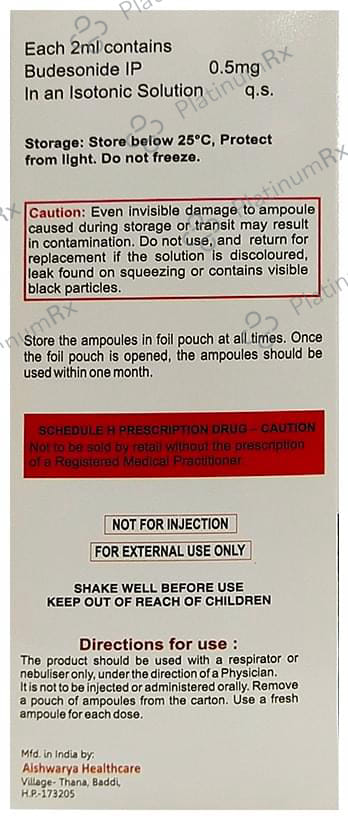 Each 2ml contains
Budesonide IP 0.5mg
In an Isotonic Solution q.s.
Storage: Store below 25°C, Protect
from light. Do not freeze.
Caution: Even invisible damage to ampoule
caused during storage or transit may result
in contamination. Do not use, and return for
replacement if the solution is discoloured,
leak found on squeezing or contains visible
black particles.
Store the ampoules in foil pouch at all times. Once
the foil pouch is opened, the ampoules should be
used within one month.
SCHEDULE H PRESCRIPTION DRUG - CAUTION
Not to be sold by retail without the prescription
of a Registered Medical Practitioner
NOT FOR INJECTION
FOR EXTERNAL USE ONLY
SHAKE WELL BEFORE USE
KEEP OUT OF REACH OF CHILDREN
Directions for use :
The product should be used with a respirator or
nebuliser only, under the direction of a Physician.
It is not to be injected or administered orally. Remove
a pouch of ampoules from the carton. Use a fresh
ampoule for each dose.
Mfd. in India by:
Aishwarya Healthcare
Village- Thana, Baddi,
H.P.-173205
PlatinumRx
PlatinumRx
PlatinumRx